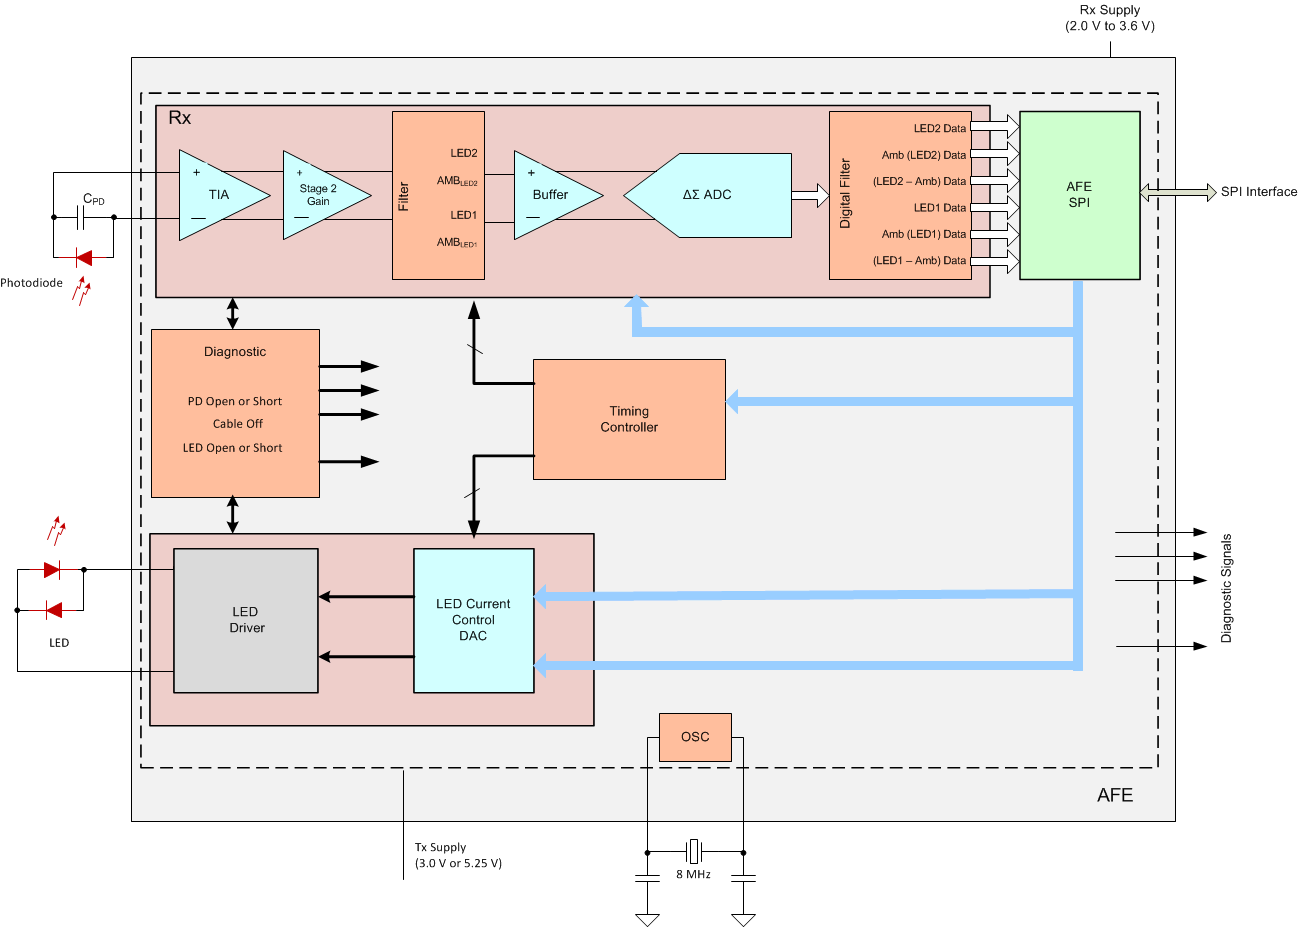 Rx Supply
(2.0 V to 3.6 V)
Rx
+
TIA
+
Stage 2
Gain
Filter
LED2
AMBLED2
LED1
AMBLED1
+
Buffer
ΔΣ ADC
Digital Filter
LED2 Data
Amb (LED2) Data
(LED2 – Amb) Data
LED1 Data
Amb (LED1) Data
(LED1 – Amb) Data
AFE
SPI
SPI Interface
CPD
Photodiode
Diagnostic
PD Open or Short
Cable Off
LED Open or Short
Timing
Controller
LED
Driver
LED Current
Control
DAC
LED
Diagnostic Signals
OSC
AFE
Tx Supply
(3.0 V or 5.25 V)
8 MHz